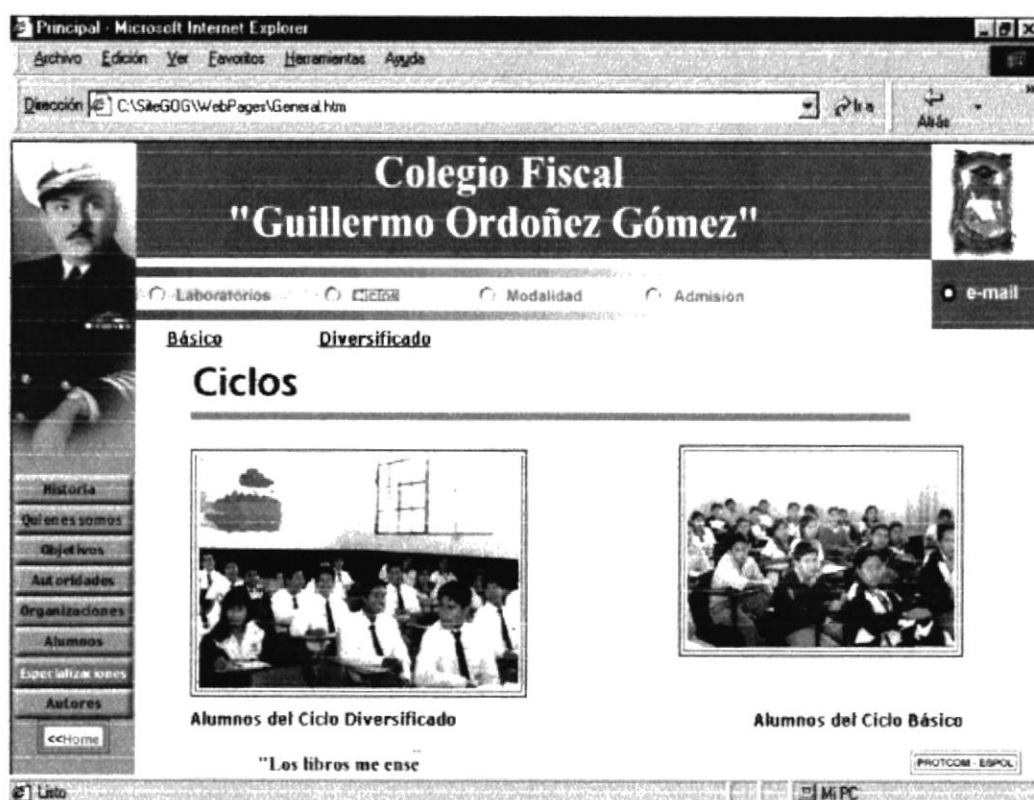 Principal - Microsoft Internet Explorer
Archivo Edición Ver Favoritos Herramientas Ayuda
Dirección C:\SiteGOG\WebPages\General.htm Ir a Atrás »
Colegio Fiscal
"Guillermo Ordoñez Gómez"
Laboratorios Ciclos Modalidad Admisión e-mail
Básico Diversificado
Ciclos
Historia
Quienes somos
Objetivos
Autoridades
Organizaciones
Alumnos
Especializaciones
Autores
<<Home
Alumnos del Ciclo Diversificado Alumnos del Ciclo Básico
"Los libros me ense
PROTCOM - ESPOL
Listo Mi PC